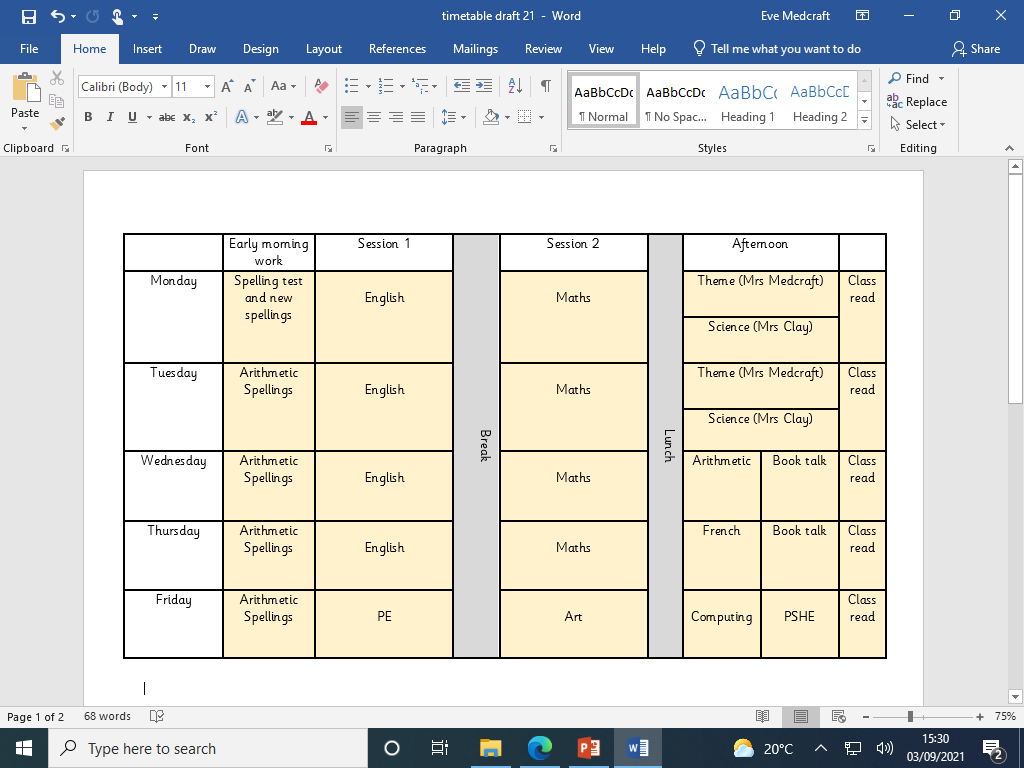 timetable draft 21 - Word
Eve Medcraft
File Home Insert Draw Design Layout References Mailings Review View Help Tell me what you want to do Share
Paste
Calibri (Body) 11 Aa
B I U abc x₂ x² A aby A
¶
A Z
AaBbCcDc AaBbCcDc AaBbCc AaBbCcD
¶ Normal ¶ No Spac... Heading 1 Heading 2
Find
Replace
Select
Clipboard Font Paragraph Styles Editing
Early morning work
Session 1
Session 2
Afternoon
Monday
Spelling test
and new
spellings
English
Maths
Theme (Mrs Medcraft)
Science (Mrs Clay)
Class
read
Tuesday
Arithmetic
Spellings
English
Maths
Theme (Mrs Medcraft)
Science (Mrs Clay)
Class
read
Break
Lunch
Wednesday
Arithmetic
Spellings
English
Maths
Arithmetic
Book talk
Class
read
Thursday
Arithmetic
Spellings
English
Maths
French
Book talk
Class
read
Friday
Arithmetic
Spellings
PE
Art
Computing
PSHE
Class
read
Page 1 of 2 68 words 75%
Type here to search
20°C
15:30
03/09/2021
2